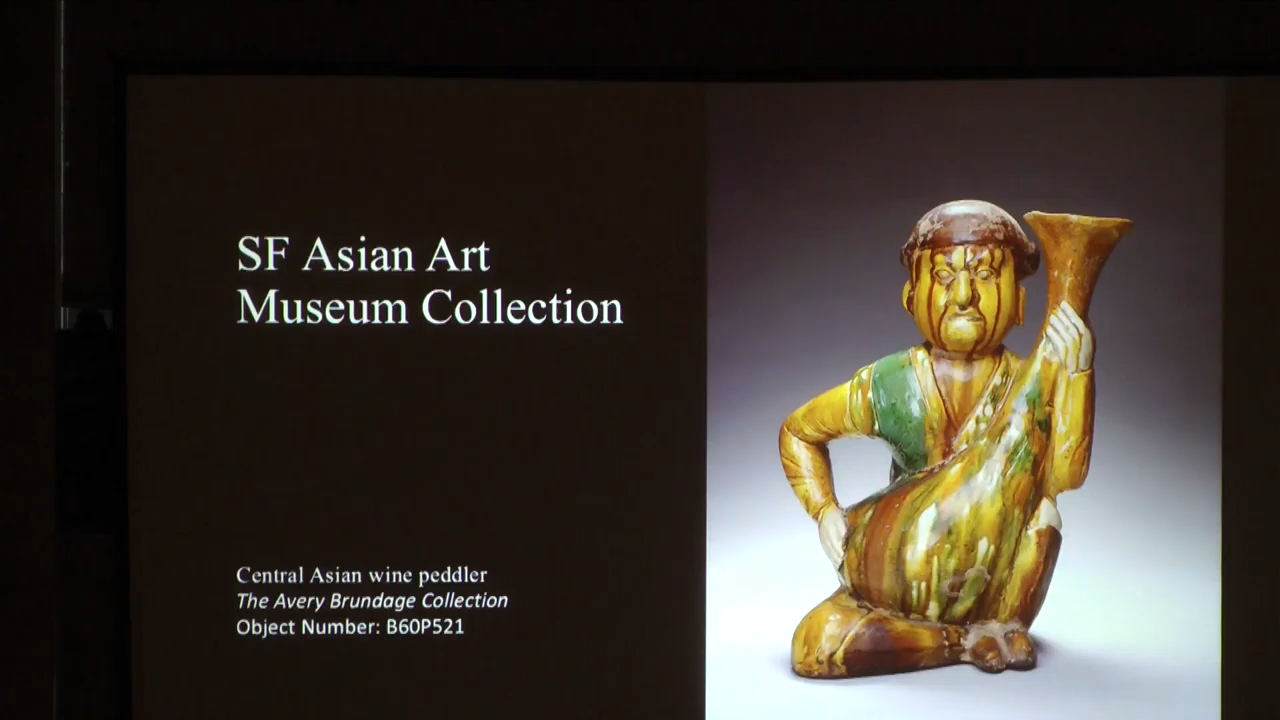 SF Asian Art
Museum Collection
Central Asian wine peddler
The Avery Brundage Collection
Object Number: B60P521